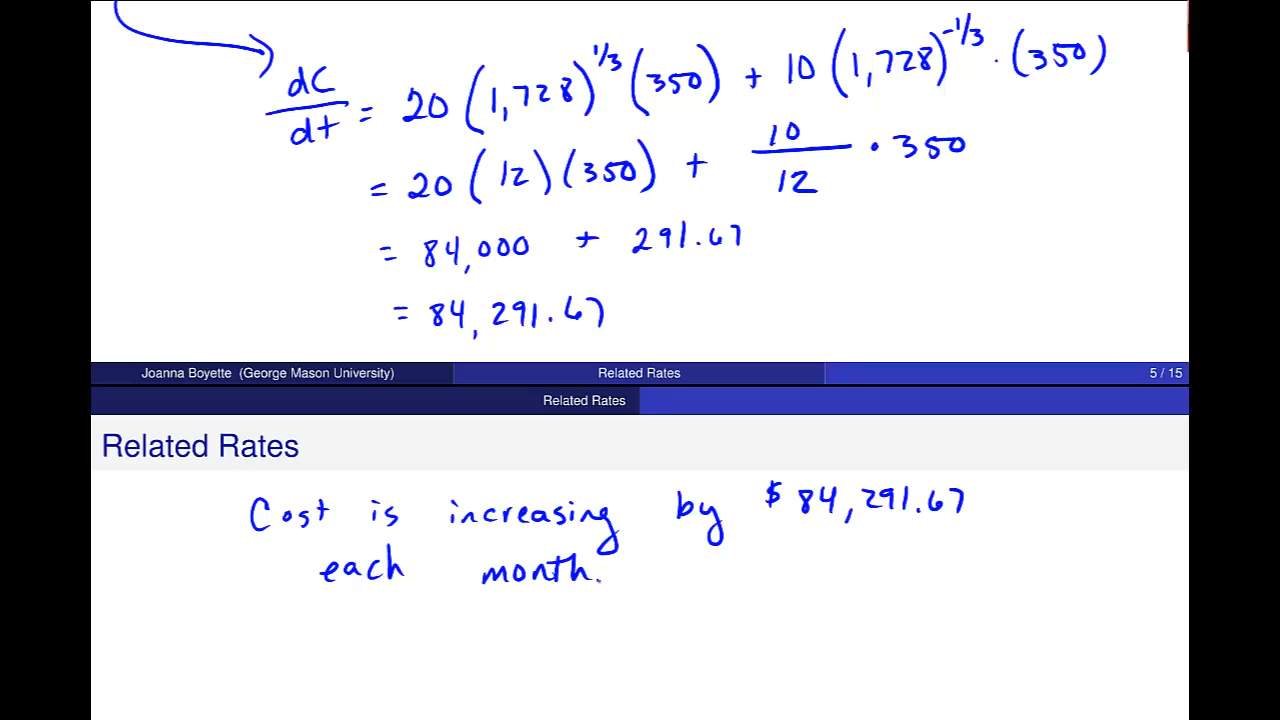 dC/dt = 20 (1,728)^1/3 (350) + 10 (1,728)^-1/3 · (350)
= 20 (12)(350) + 10/12 · 350
= 84,000 + 291.67
= 84,291.67
Joanna Boyette (George Mason University) Related Rates 5 / 15
Related Rates
Related Rates
Cost is increasing by $84,291.67
each month.